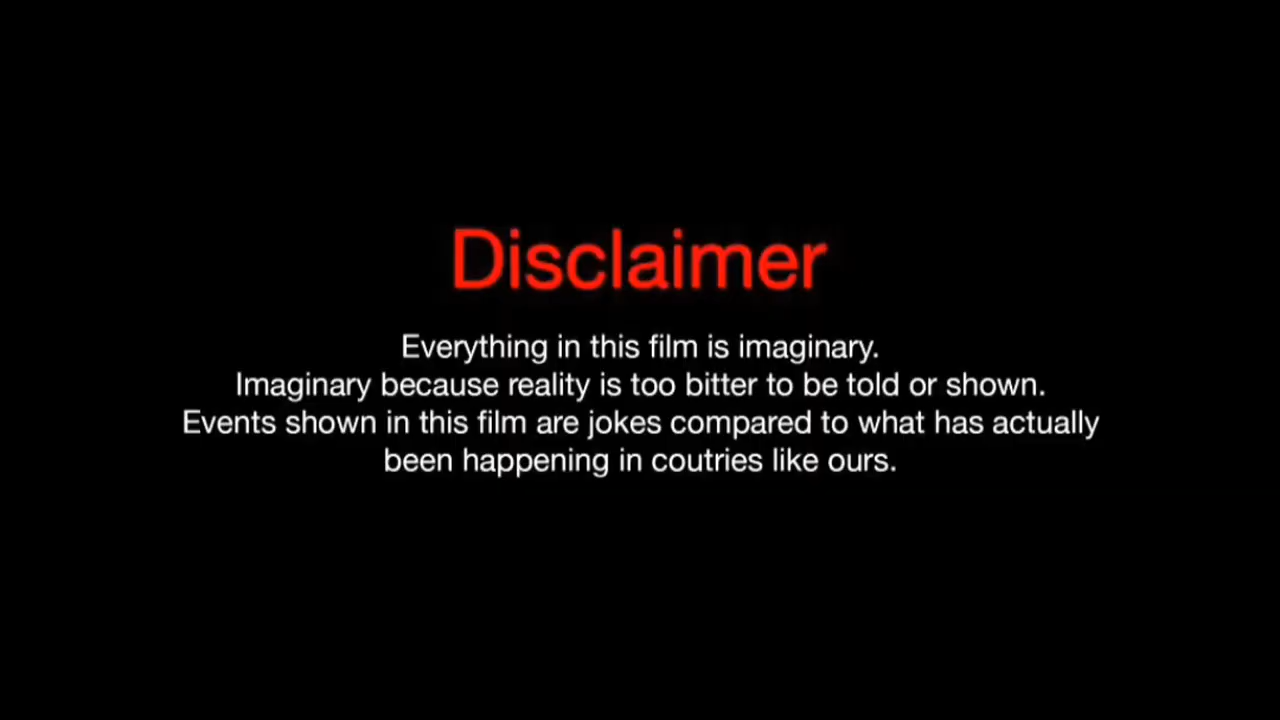 Disclaimer
Everything in this film is imaginary.
Imaginary because reality is too bitter to be told or shown.
Events shown in this film are jokes compared to what has actually
been happening in coutries like ours.